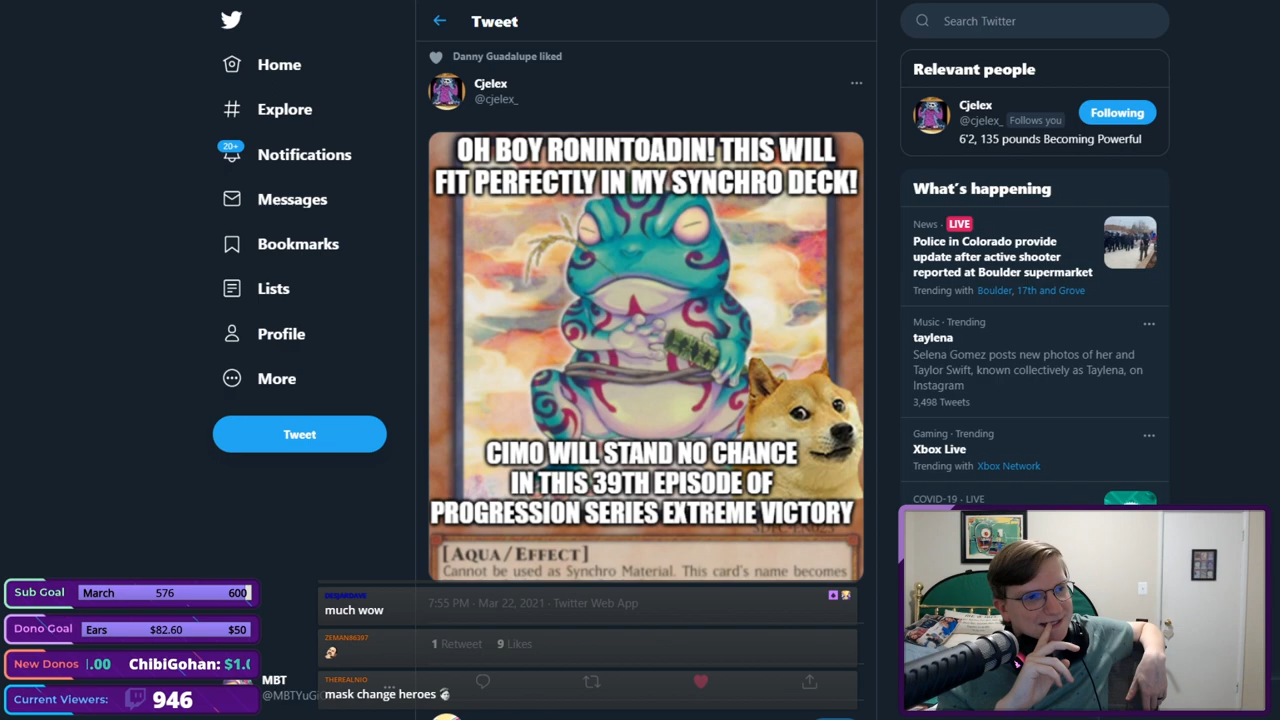 Home
Explore
20+
Notifications
Messages
Bookmarks
Lists
Profile
More
Tweet
Tweet
Danny Guadalupe liked
Cjelex
@cjelex_
OH BOY RONINTOADIN! THIS WILL
FIT PERFECTLY IN MY SYNCHRO DECK!
CIMO WILL STAND NO CHANCE
IN THIS 39TH EPISODE OF
PROGRESSION SERIES EXTREME VICTORY
[AQUA/EFFECT]
Cannot be used as Synchro Material. This card's name becomes
7:55 PM · Mar 22, 2021 · Twitter Web App
1 Retweet 9 Likes
much wow
ZEMAN86397
THEREALNIO
mask change heroes
Search Twitter
Relevant people
Cjelex
@cjelex_ Follows you
Following
6'2, 135 pounds Becoming Powerful
What's happening
News · LIVE
Police in Colorado provide
update after active shooter
reported at Boulder supermarket
Trending with Boulder, 17th and Grove
Music · Trending
taylena
Selena Gomez posts new photos of her and
Taylor Swift, known collectively as Taylena, on
Instagram
3,498 Tweets
Gaming · Trending
Xbox Live
Trending with Xbox Network
COVID-19 · LIVE
Sub Goal March 576 600
Dono Goal Ears $82.60 $50
New Donos 1.00 ChibiGohan: $1.0
Current Viewers: 946
MBT
@MBTYuG